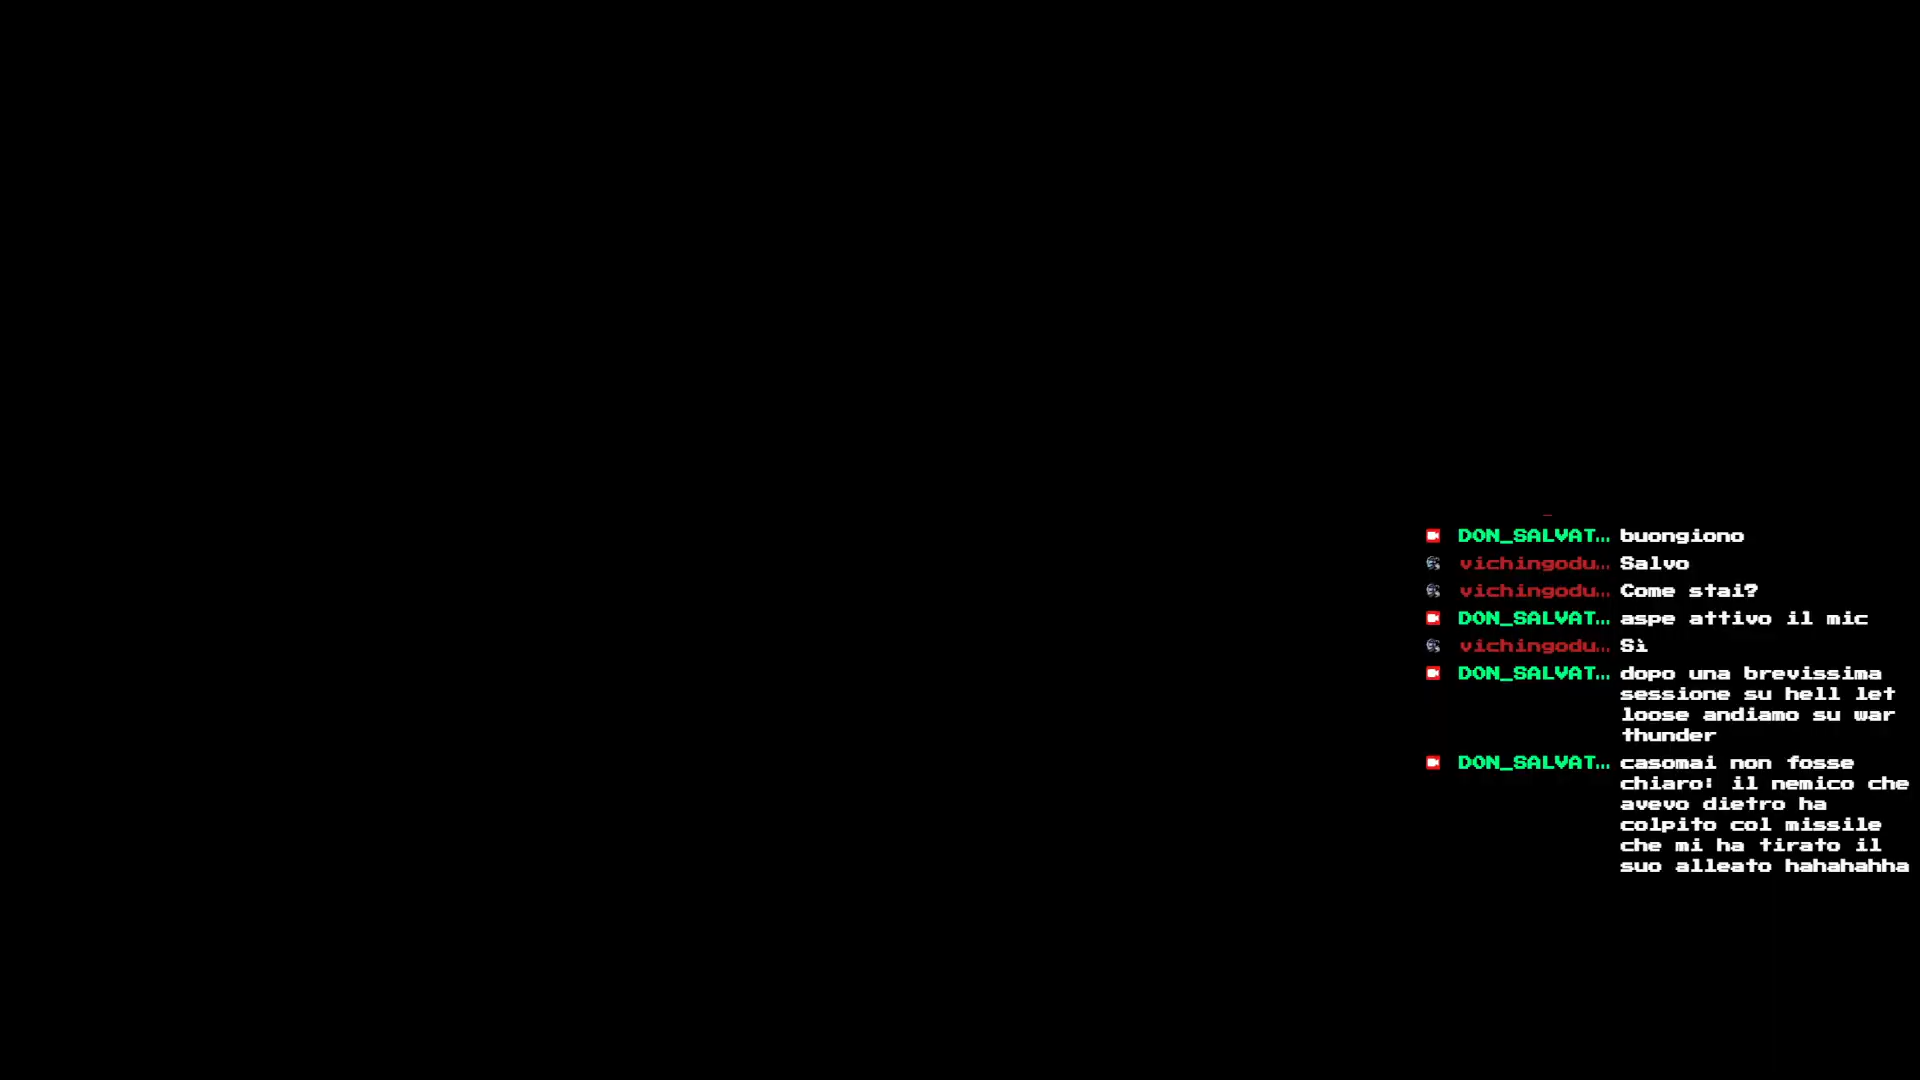 DON_SALVAT... buongiono
vichingodu... Salvo
vichingodu... Come stai?
DON_SALVAT... aspe attivo il mic
vichingodu... Sì
DON_SALVAT... dopo una brevissima
sessione su hell let
loose andiamo su war
thunder
DON_SALVAT... casomai non fosse
chiaro: il nemico che
avevo dietro ha
colpito col missile
che mi ha tirato il
suo alleato hahahahha